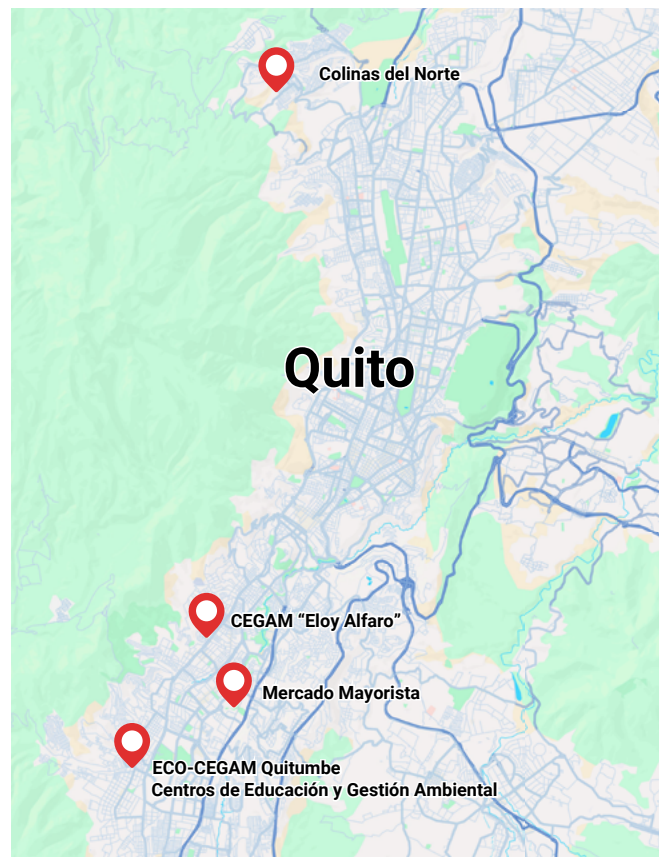 Colinas del Norte
Quito
CEGAM “Eloy Alfaro”
Mercado Mayorista
ECO-CEGAM Quitumbe
Centros de Educación y Gestión Ambiental